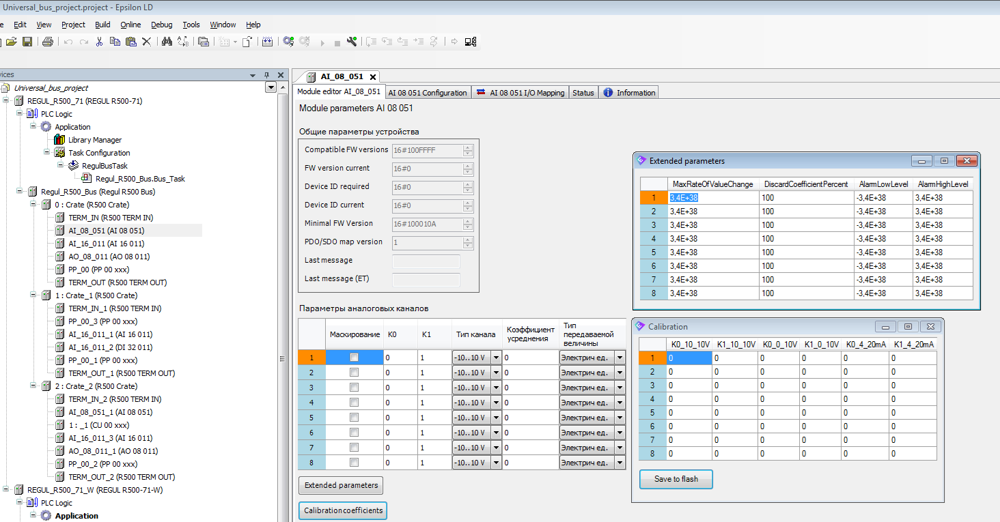 Universal_bus_project.project - Epsilon LD
Edit View Project Build Online Debug Tools Window Help
Universal_bus_project
REGUL_R500_71 (REGUL R500-71)
PLC Logic
Application
Library Manager
Task Configuration
RegulBusTask
Regul_R500_Bus.Bus_Task
Regul_R500_Bus (Regul R500 Bus)
0 : Crate (R500 Crate)
TERM_IN (R500 TERM IN)
AI_08_051 (AI 08 051)
AI_16_011 (AI 16 011)
AO_08_011 (AO 08 011)
PP_00 (PP 00 xxx)
TERM_OUT (R500 TERM OUT)
1 : Crate_1 (R500 Crate)
TERM_IN_1 (R500 TERM IN)
PP_00_3 (PP 00 xxx)
AI_16_011_1 (AI 16 011)
AI_16_011_2 (DI 32 011)
PP_00_1 (PP 00 xxx)
TERM_OUT_1 (R500 TERM OUT)
2 : Crate_2 (R500 Crate)
TERM_IN_2 (R500 TERM IN)
AI_08_051_1 (AI 08 051)
1 : _1 (CU 00 xxx)
AI_16_011_3 (AI 16 011)
AO_08_011_1 (AO 08 011)
PP_00_2 (PP 00 xxx)
TERM_OUT_2 (R500 TERM OUT)
REGUL_R500_71_W (REGUL R500-71-W)
PLC Logic
Application
AI_08_051
Module editor AI_08_051 AI 08 051 Configuration AI 08 051 I/O Mapping Status Information
Module parameters AI 08 051
Общие параметры устройства
Compatible FW versions 16#100FFFF
FW version current 16#0
Device ID required 16#0
Device ID current 16#0
Minimal FW Version 16#100010A
PDO/SDO map version 1
Last message
Last message (ET)
Параметры аналоговых каналов
Маскирование K0 K1 Тип канала Коэффициент усреднения Тип передаваемой величины
1 0 1 -10..10 V 0 Электрич ед.
2 0 1 -10..10 V 0 Электрич ед.
3 0 1 -10..10 V 0 Электрич ед.
4 0 1 -10..10 V 0 Электрич ед.
5 0 1 -10..10 V 0 Электрич ед.
6 0 1 -10..10 V 0 Электрич ед.
7 0 1 -10..10 V 0 Электрич ед.
8 0 1 -10..10 V 0 Электрич ед.
Extended parameters
Calibration coefficients
Extended parameters
MaxRateOfValueChange DiscardCoefficientPercent AlarmLowLevel AlarmHighLevel
1 3,4E+38 100 -3,4E+38 3,4E+38
2 3,4E+38 100 -3,4E+38 3,4E+38
3 3,4E+38 100 -3,4E+38 3,4E+38
4 3,4E+38 100 -3,4E+38 3,4E+38
5 3,4E+38 100 -3,4E+38 3,4E+38
6 3,4E+38 100 -3,4E+38 3,4E+38
7 3,4E+38 100 -3,4E+38 3,4E+38
8 3,4E+38 100 -3,4E+38 3,4E+38
Calibration
K0_10_10V K1_10_10V K0_0_10V K1_0_10V K0_4_20mA K1_4_20mA
1 0 0 0 0 0 0
2 0 0 0 0 0 0
3 0 0 0 0 0 0
4 0 0 0 0 0 0
5 0 0 0 0 0 0
6 0 0 0 0 0 0
7 0 0 0 0 0 0
8 0 0 0 0 0 0
Save to flash